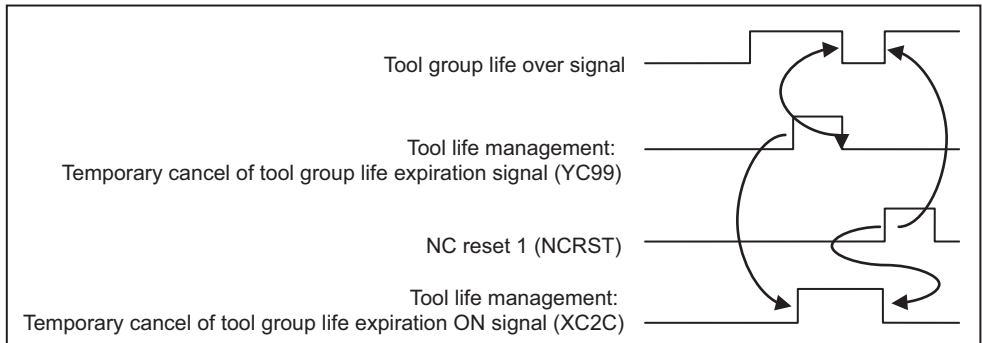 Tool group life over signal
Tool life management:
Temporary cancel of tool group life expiration signal (YC99)
NC reset 1 (NCRST)
Tool life management:
Temporary cancel of tool group life expiration ON signal (XC2C)